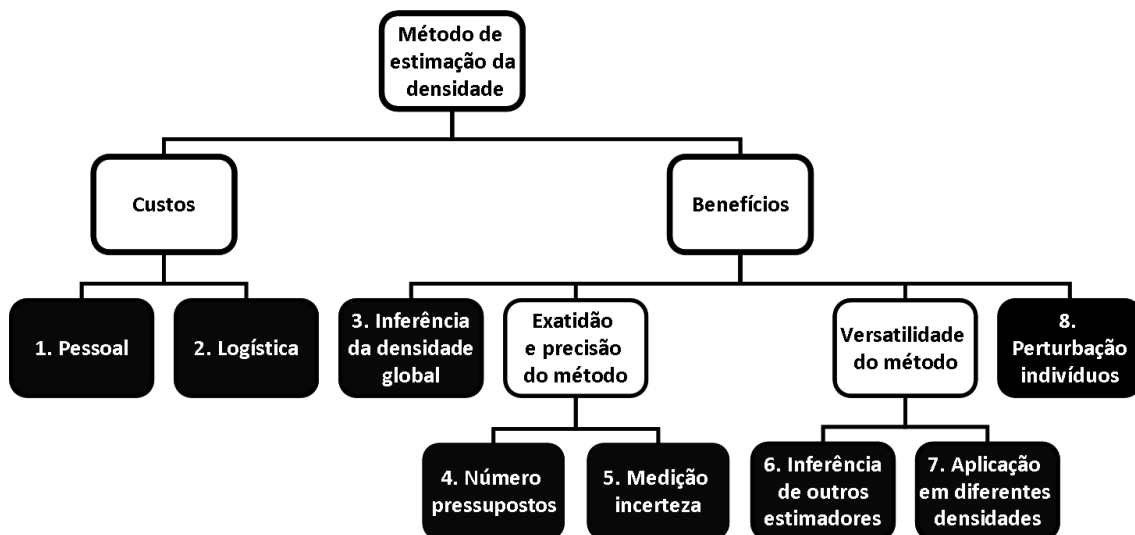 Método de
estimação da
densidade
Custos
Benefícios
1. Pessoal
2. Logística
3. Inferência
da densidade
global
Exatidão
e precisão
do método
Versatilidade
do método
8.
Perturbação
indivíduos
4. Número
pressupostos
5. Medição
incerteza
6. Inferência
de outros
estimadores
7. Aplicação
em diferentes
densidades